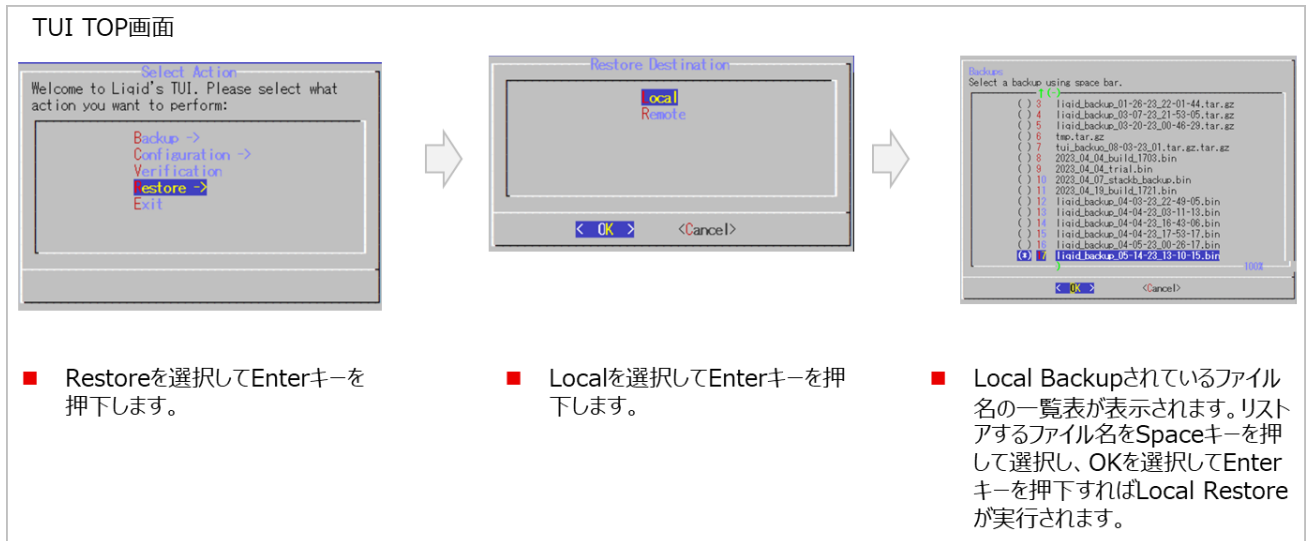 TUI TOP画面
Select Action
Welcome to Liqid's TUI. Please select what
action you want to perform:
Backup ->
Configuration ->
Verification
Restore ->
Exit
Restore Destination
Local
Remote
< OK > <Cancel>
Backups
Select a backup using space bar.
↑(-)
( ) 3 liqid_backup_01-26-23_22-01-44.tar.gz
( ) 4 liqid_backup_03-07-23_21-53-05.tar.gz
( ) 5 liqid_backup_03-20-23_00-46-29.tar.gz
( ) 6 tmp.tar.gz
( ) 7 tui_backup_08-03-23_01.tar.gz.tar.gz
( ) 8 2023_04_04_build_1703.bin
( ) 9 2023_04_04_trial.bin
( ) 10 2023_04_07_stackb_backup.bin
( ) 11 2023_04_19_build_1721.bin
( ) 12 liqid_backup_04-03-23_22-49-05.bin
( ) 13 liqid_backup_04-04-23_03-11-13.bin
( ) 14 liqid_backup_04-04-23_16-43-06.bin
( ) 15 liqid_backup_04-04-23_17-53-17.bin
( ) 16 liqid_backup_04-05-23_00-26-17.bin
(*) 17 liqid_backup_05-14-23_13-10-15.bin
100%
< OK > <Cancel>
■ Restoreを選択してEnterキーを
押下します。
■ Localを選択してEnterキーを押
下します。
■ Local Backupされているファイル
名の一覧表が表示されます。リスト
アするファイル名をSpaceキーを押
して選択し、OKを選択してEnter
キーを押下すればLocal Restore
が実行されます。